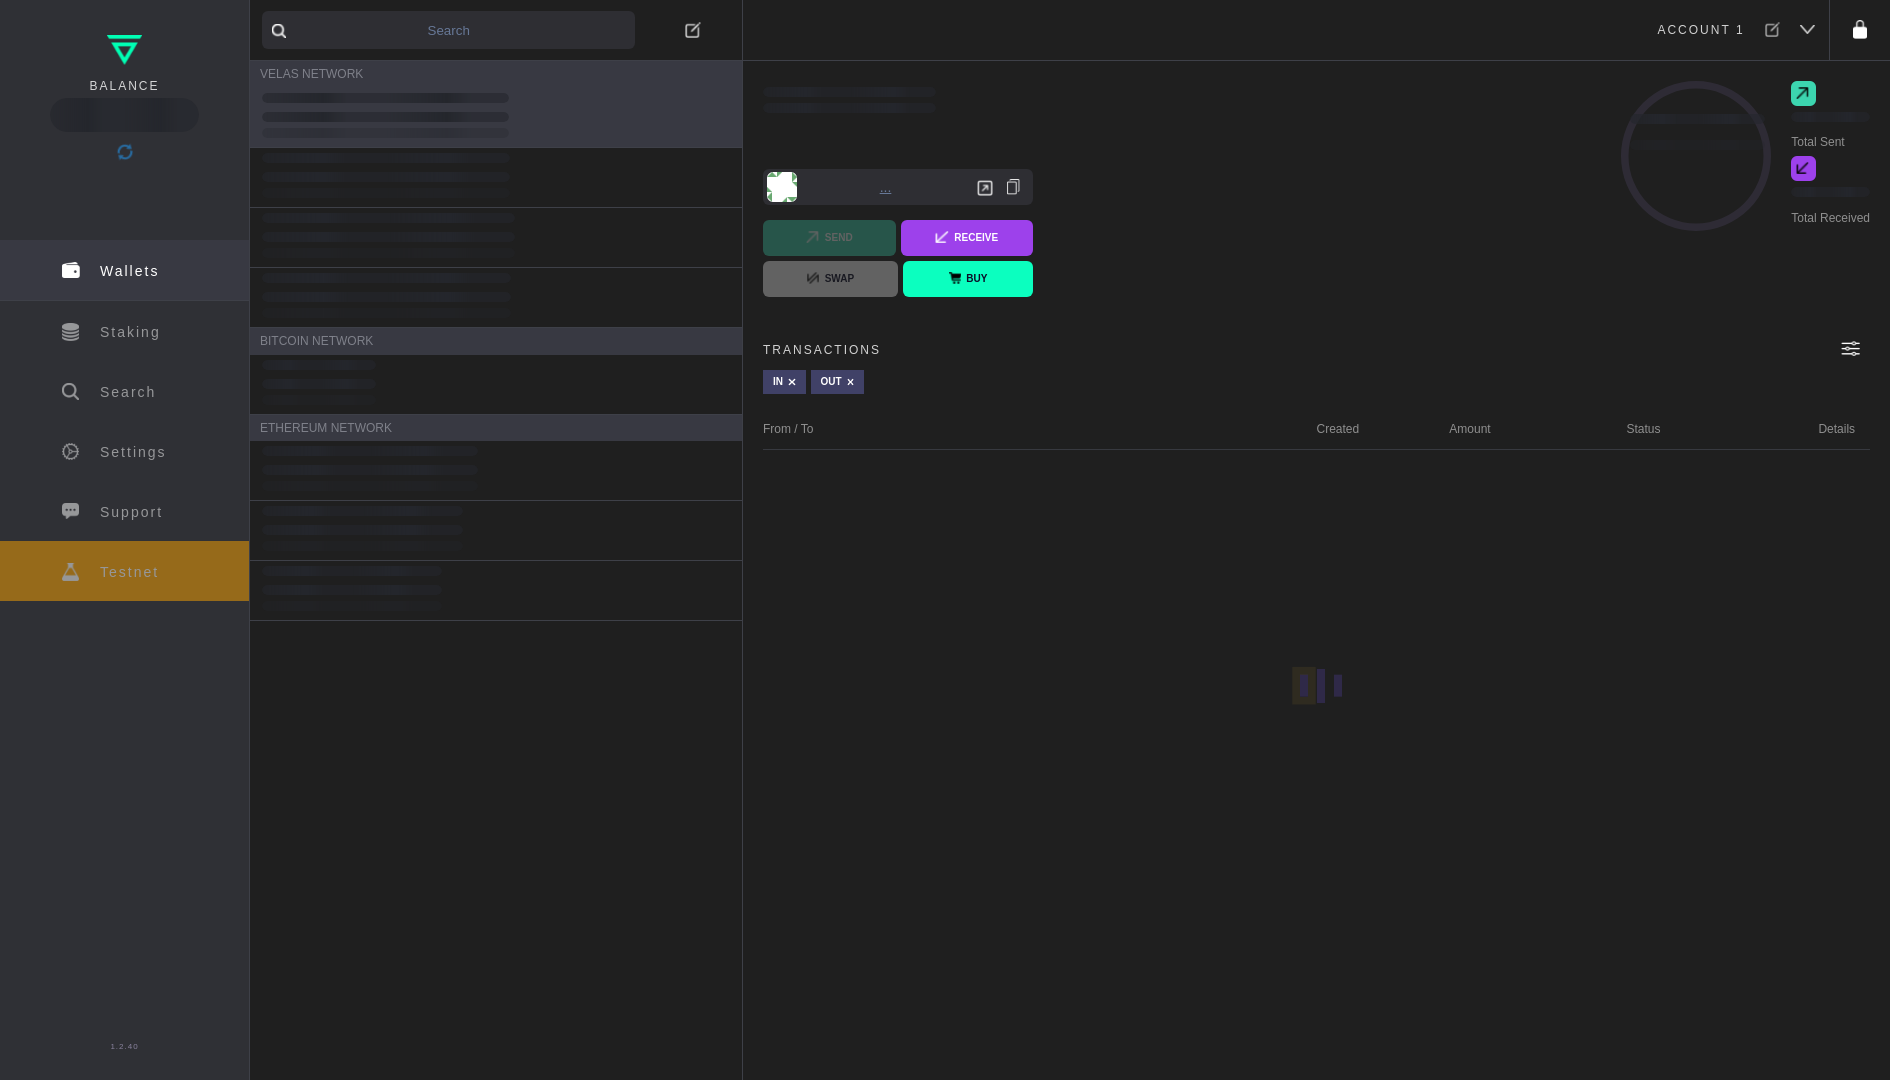 BALANCE
Wallets
Staking
Search
Settings
Support
Testnet
1.2.40
Search
VELAS NETWORK
BITCOIN NETWORK
ETHEREUM NETWORK
ACCOUNT 1
...
SEND
RECEIVE
SWAP
BUY
Total Sent
Total Received
TRANSACTIONS
IN ×
OUT ×
From / To Created Amount Status Details